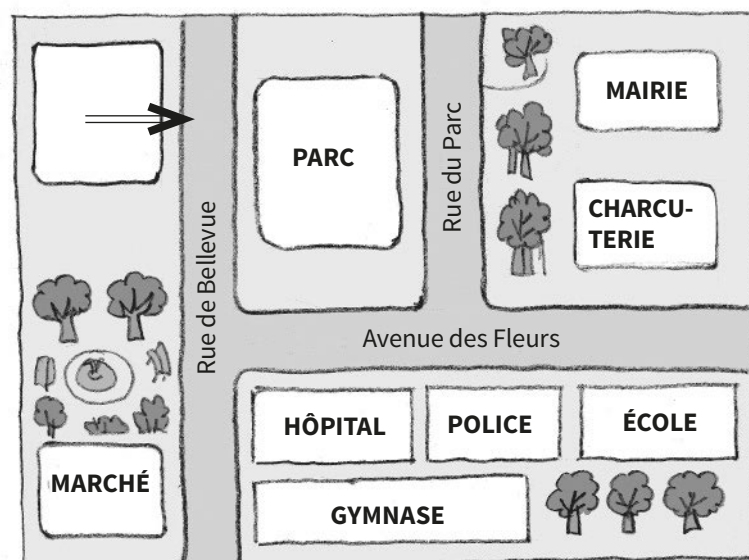 MAIRIE
PARC
CHARCU-
TERIE
Rue du Parc
Rue de Bellevue
Avenue des Fleurs
HÔPITAL
POLICE
ÉCOLE
MARCHÉ
GYMNASE